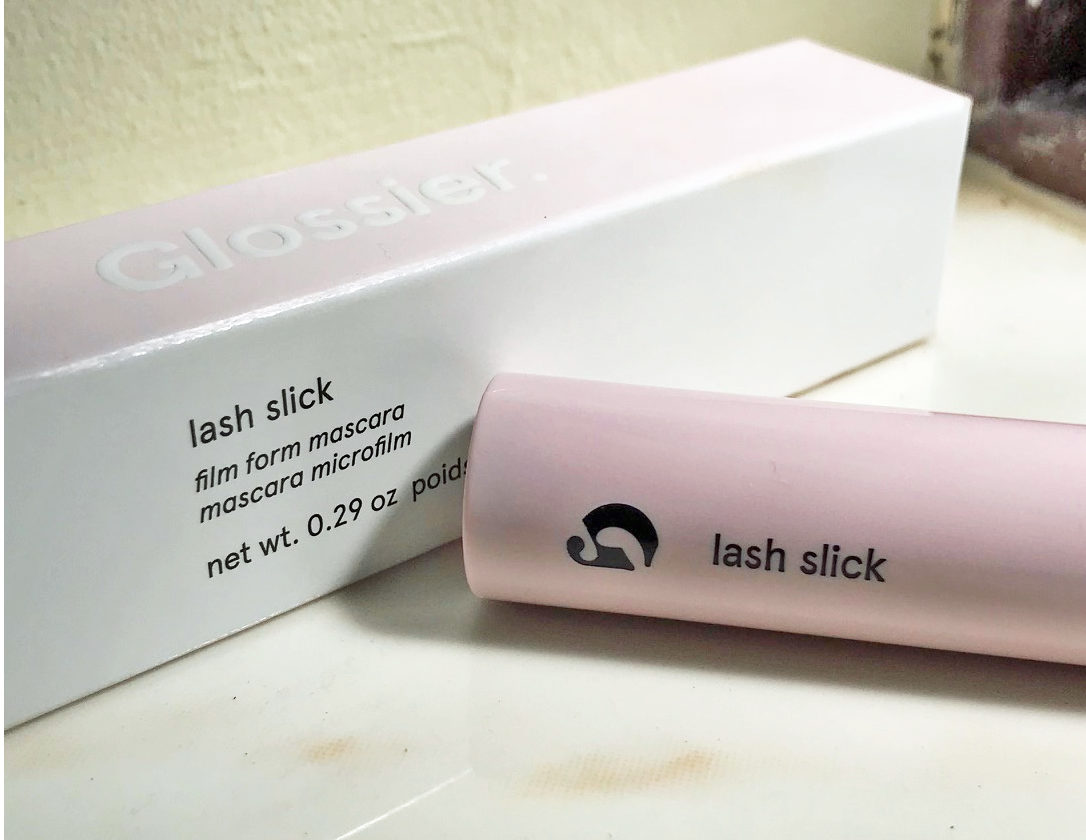 Glossier.
lash slick
film form mascara
mascara microfilm
net wt. 0.29 oz poids
lash slick